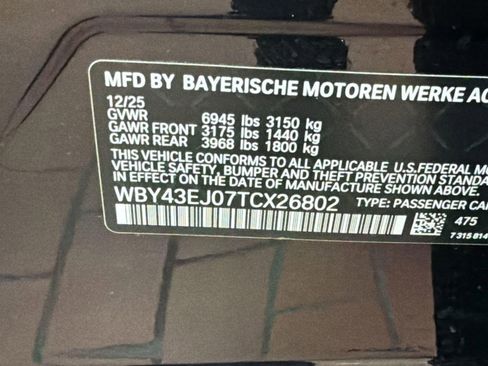 MFD BY BAYERISCHE MOTOREN WERKE AG
12/25
GVWR 6945 lbs 3150 kg
GAWR FRONT 3175 lbs 1440 kg
GAWR REAR 3968 lbs 1800 kg
THIS VEHICLE CONFORMS TO ALL APPLICABLE U.S.FEDERAL
VEHICLE SAFETY, BUMPER AND THEFT PREVENTION
IN EFFECT ON THE DATE OF MANUFACTURE SHOWN ABOVE.
WBY43EJ07TCX26802 TYPE: PASSENGER CAR
475
7315814